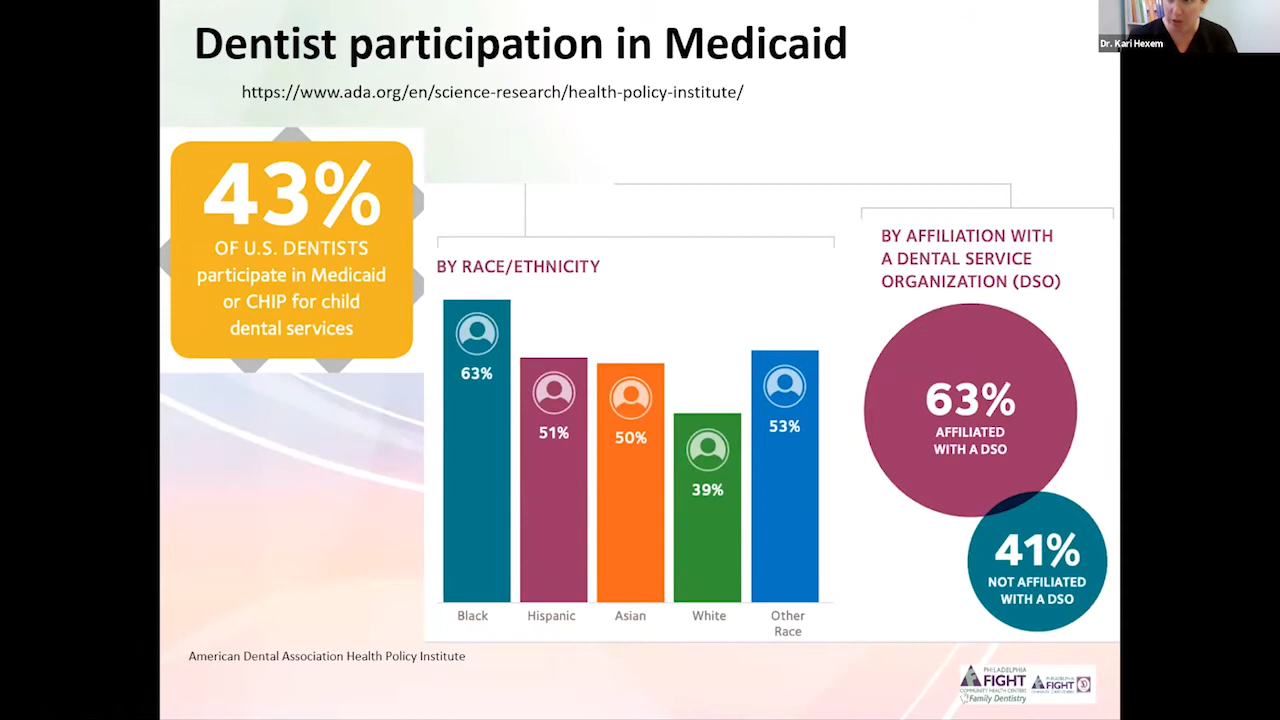 Dentist participation in Medicaid
https://www.ada.org/en/science-research/health-policy-institute/
Dr. Kari Hexem
43%
OF U.S. DENTISTS
participate in Medicaid
or CHIP for child
dental services
BY RACE/ETHNICITY
63%
51%
50%
39%
53%
Black
Hispanic
Asian
White
Other
Race
BY AFFILIATION WITH
A DENTAL SERVICE
ORGANIZATION (DSO)
63%
AFFILIATED
WITH A DSO
41%
NOT AFFILIATED
WITH A DSO
American Dental Association Health Policy Institute
PHILADELPHIA
FIGHT
COMMUNITY HEALTH CENTERS
Family Dentistry
PHILADELPHIA
FIGHT